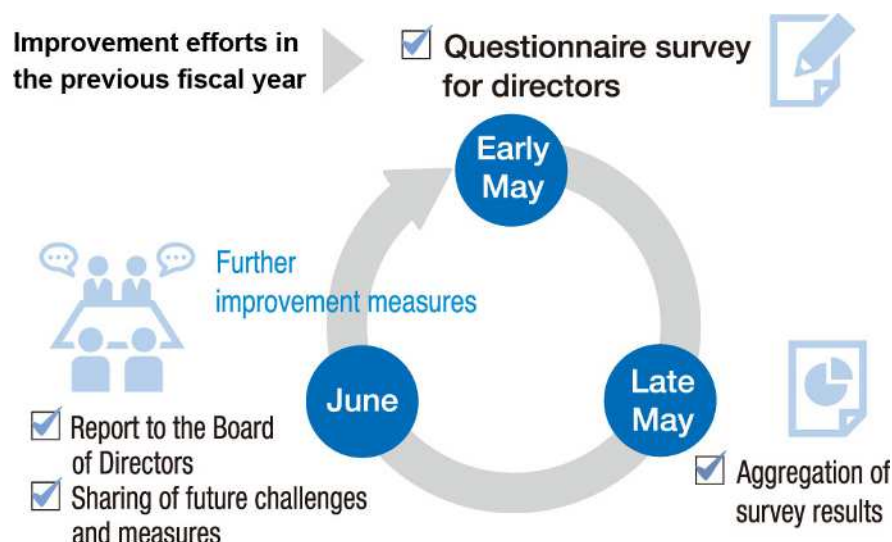 Improvement efforts in
the previous fiscal year
Questionnaire survey
for directors
Early
May
Further
improvement measures
June
Late
May
Report to the Board
of Directors
Sharing of future challenges
and measures
Aggregation of
survey results